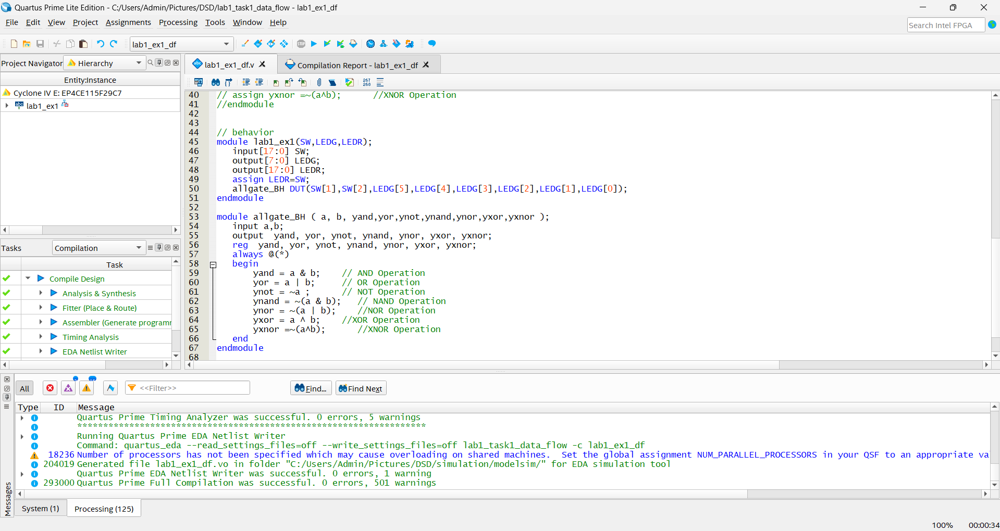 Quartus Prime Lite Edition - C:/Users/Admin/Pictures/DSD/lab1_task1_data_flow - lab1_ex1_df
File Edit View Project Assignments Processing Tools Window Help
Search Intel FPGA
lab1_ex1_df
STOP
Project Navigator Hierarchy
Entity:Instance
Cyclone IV E: EP4CE115F29C7
abc lab1_ex1
Tasks Compilation
Task
Compile Design
Analysis & Synthesis
Fitter (Place & Route)
Assembler (Generate programm
Timing Analysis
EDA Netlist Writer
abc lab1_ex1_df.v
Compilation Report - lab1_ex1_df
267
268
40 // assign yxnor =~(a^b); //XNOR Operation
41 //endmodule
42
43
44 // behavior
45 module lab1_ex1(SW,LEDG,LEDR);
46 input[17:0] SW;
47 output[7:0] LEDG;
48 output[17:0] LEDR;
49 assign LEDR=SW;
50 allgate_BH DUT(SW[1],SW[2],LEDG[5],LEDG[4],LEDG[3],LEDG[2],LEDG[1],LEDG[0]);
51 endmodule
52
53 module allgate_BH ( a, b, yand,yor,ynot,ynand,ynor,yxor,yxnor );
54 input a,b;
55 output yand, yor, ynot, ynand, ynor, yxor, yxnor;
56 reg yand, yor, ynot, ynand, ynor, yxor, yxnor;
57 always @(*)
58 begin
59 yand = a & b; // AND Operation
60 yor = a | b; // OR Operation
61 ynot = ~a ; // NOT Operation
62 ynand = ~(a & b); // NAND Operation
63 ynor = ~(a | b); //NOR Operation
64 yxor = a ^ b; //XOR Operation
65 yxnor =~(a^b); //XNOR Operation
66 end
67 endmodule
68
All <<Filter>> Find... Find Next
Type ID Message
Quartus Prime Timing Analyzer was successful. 0 errors, 5 warnings
*******************************************************************
Running Quartus Prime EDA Netlist Writer
Command: quartus_eda --read_settings_files=off --write_settings_files=off lab1_task1_data_flow -c lab1_ex1_df
18236 Number of processors has not been specified which may cause overloading on shared machines. Set the global assignment NUM_PARALLEL_PROCESSORS in your QSF to an appropriate va
204019 Generated file lab1_ex1_df.vo in folder "C:/Users/Admin/Pictures/DSD/simulation/modelsim/" for EDA simulation tool
Quartus Prime EDA Netlist Writer was successful. 0 errors, 1 warning
293000 Quartus Prime Full Compilation was successful. 0 errors, 501 warnings
Messages
System (1) Processing (125)
100% 00:00:34